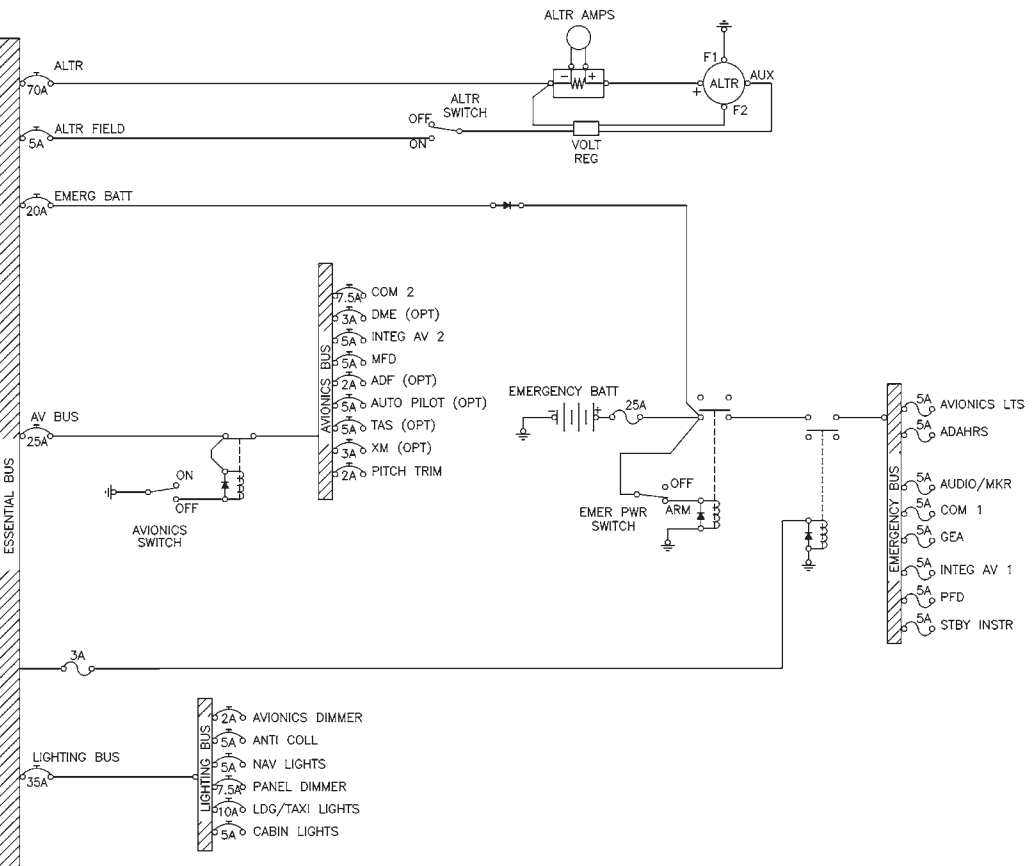 ALTR AMPS
ALTR
70A
- +
F1
ALTR
AUX
+
F2
ALTR FIELD
5A
ALTR
SWITCH
OFF
ON
VOLT
REG
EMERG BATT
20A
ESSENTIAL BUS
AV BUS
25A
ON
OFF
AVIONICS
SWITCH
AVIONICS BUS
7.5A COM 2
3A DME (OPT)
5A INTEG AV 2
5A MFD
2A ADF (OPT)
5A AUTO PILOT (OPT)
5A TAS (OPT)
3A XM (OPT)
2A PITCH TRIM
EMERGENCY BATT
- +
25A
OFF
ARM
EMER PWR
SWITCH
EMERGENCY BUS
5A AVIONICS LTS
5A ADAHRS
5A AUDIO/MKR
5A COM 1
5A GEA
5A INTEG AV 1
5A PFD
5A STBY INSTR
3A
LIGHTING BUS
35A
LIGHTING BUS
2A AVIONICS DIMMER
5A ANTI COLL
5A NAV LIGHTS
7.5A PANEL DIMMER
10A LDG/TAXI LIGHTS
5A CABIN LIGHTS